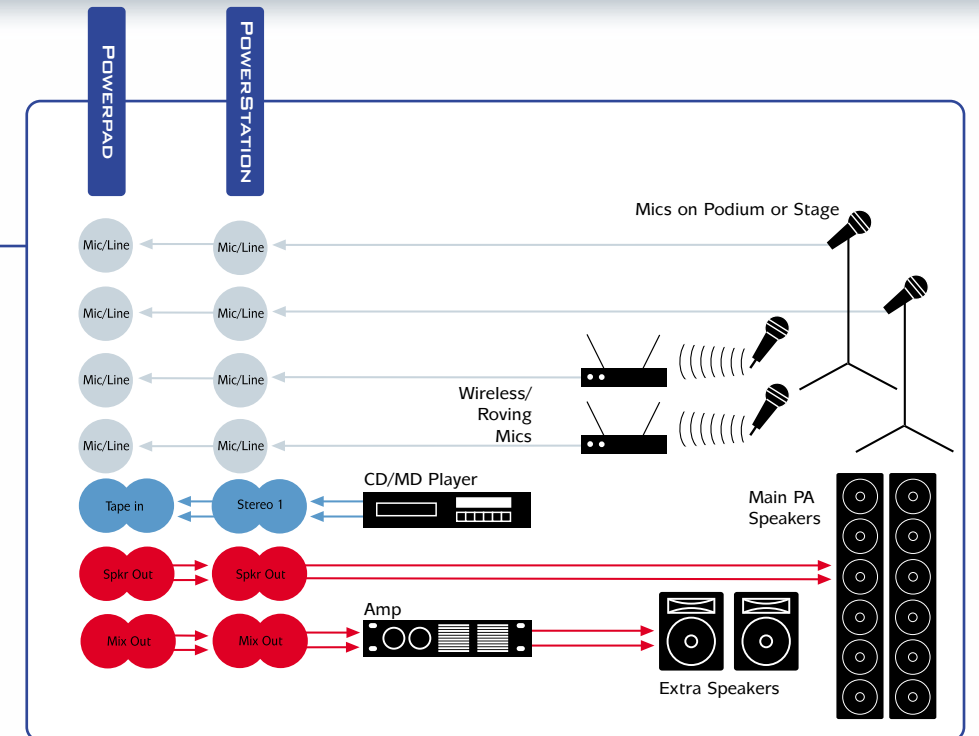 POWERPAD
POWERSTATION
Mics on Podium or Stage
Mic/Line
Mic/Line
Mic/Line
Mic/Line
Mic/Line
Mic/Line
Wireless/
Roving
Mics
Mic/Line
Mic/Line
CD/MD Player
Tape in
Stereo 1
Main PA
Speakers
Spkr Out
Spkr Out
Amp
Mix Out
Mix Out
Extra Speakers